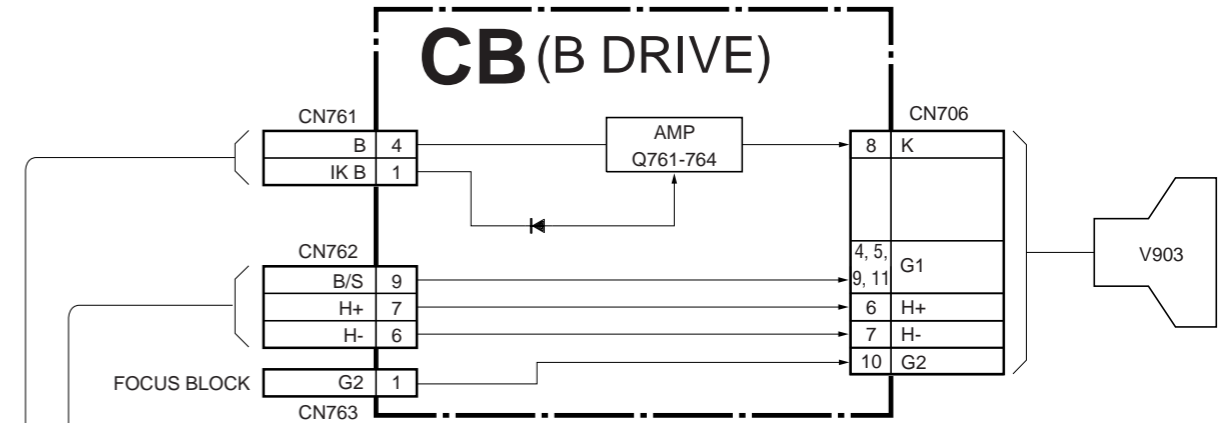 CB (B DRIVE)
CN761
B 4
IK B 1
AMP
Q761-764
CN706
8 K
CN762
B/S 9
H+ 7
H- 6
4, 5,
9, 11 G1
6 H+
7 H-
10 G2
V903
FOCUS BLOCK G2 1
CN763